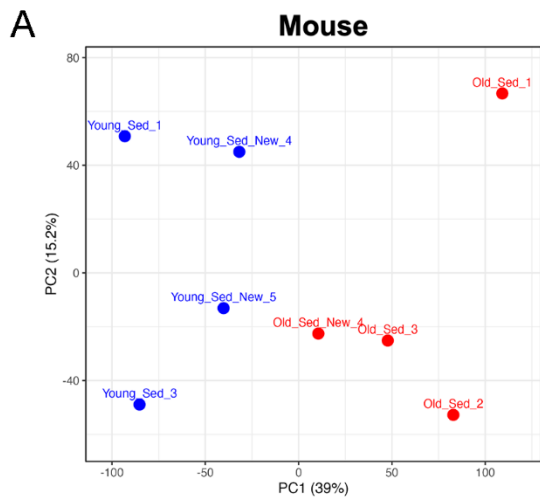 A
Mouse
80
40
0
-40
PC2 (15.2%)
Old_Sed_1
Young_Sed_1
Young_Sed_New_4
Young_Sed_New_5
Old_Sed_New_4
Old_Sed_3
Young_Sed_3
Old_Sed_2
-100
-50
0
50
100
PC1 (39%)